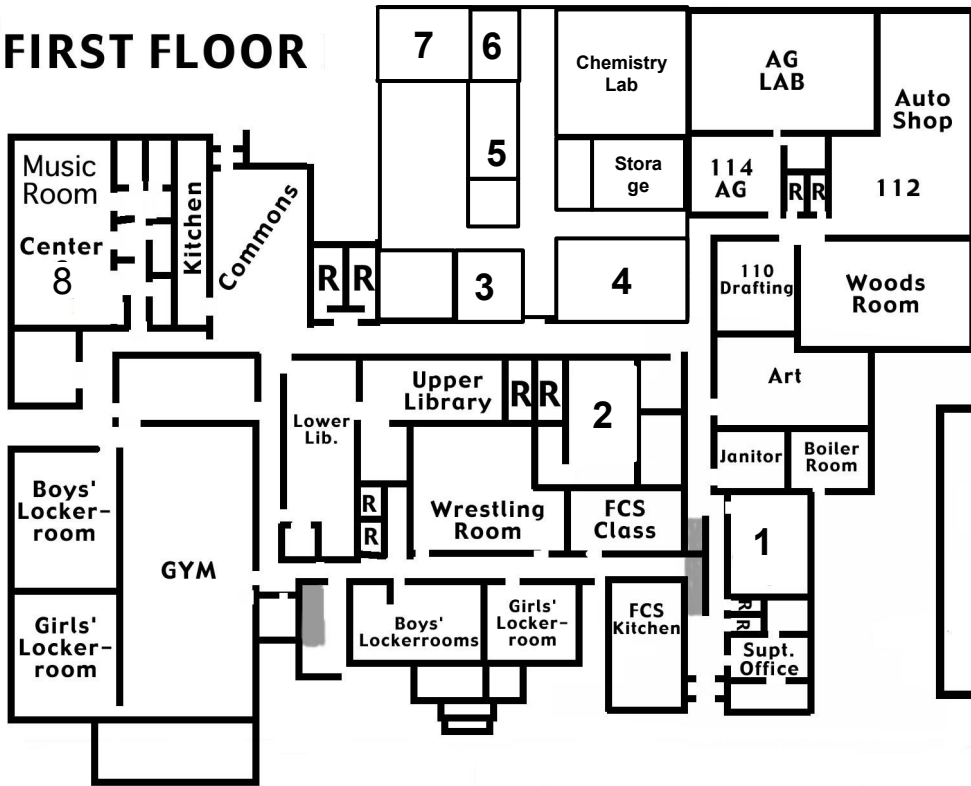 FIRST FLOOR
7
6
Chemistry
Lab
AG
LAB
Auto
Shop
5
Stora
ge
114
AG
R
R
112
Music
Room
Center
8
Kitchen
Commons
R
R
3
4
110
Drafting
Woods
Room
Upper
Library
R
R
2
Art
Lower
Lib.
Janitor
Boiler
Room
Boys'
Locker-
room
R
R
Wrestling
Room
FCS
Class
1
GYM
Girls'
Locker-
room
Boys'
Lockerrooms
Girls'
Locker-
room
FCS
Kitchen
R
R
Supt.
Office